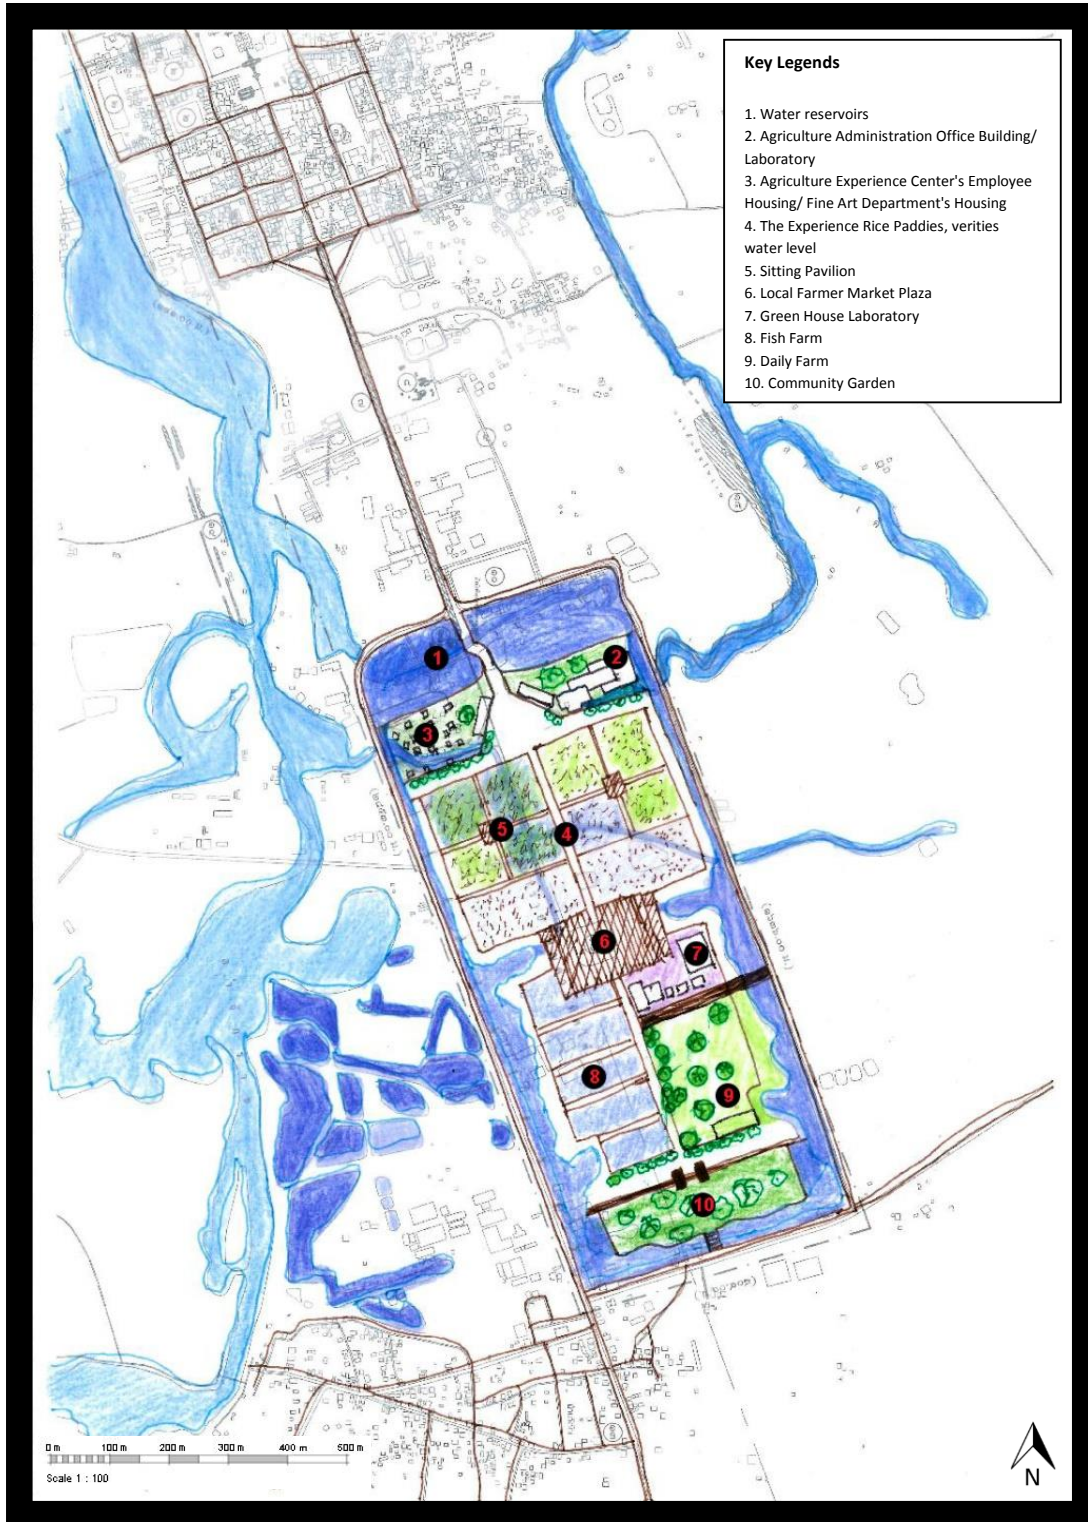 Key Legends
1. Water reservoirs
2. Agriculture Administration Office Building/
Laboratory
3. Agriculture Experience Center's Employee
Housing/ Fine Art Department's Housing
4. The Experience Rice Paddies, verities
water level
5. Sitting Pavilion
6. Local Farmer Market Plaza
7. Green House Laboratory
8. Fish Farm
9. Daily Farm
10. Community Garden
1
2
3
5
4
6
7
8
9
10
0 m 100 m 200 m 300 m 400 m 500 m
Scale 1 : 100
N